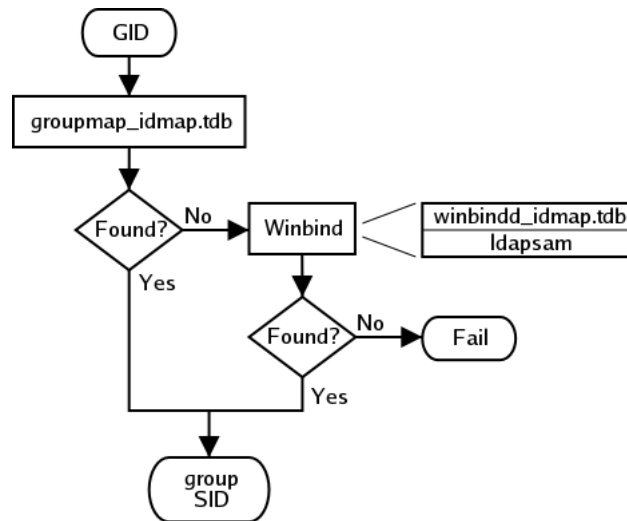 GID
groupmap_idmap.tdb
Found?
No
Winbind
winbindd_idmap.tdb
ldapsam
Yes
Found?
No
Fail
Yes
group
SID